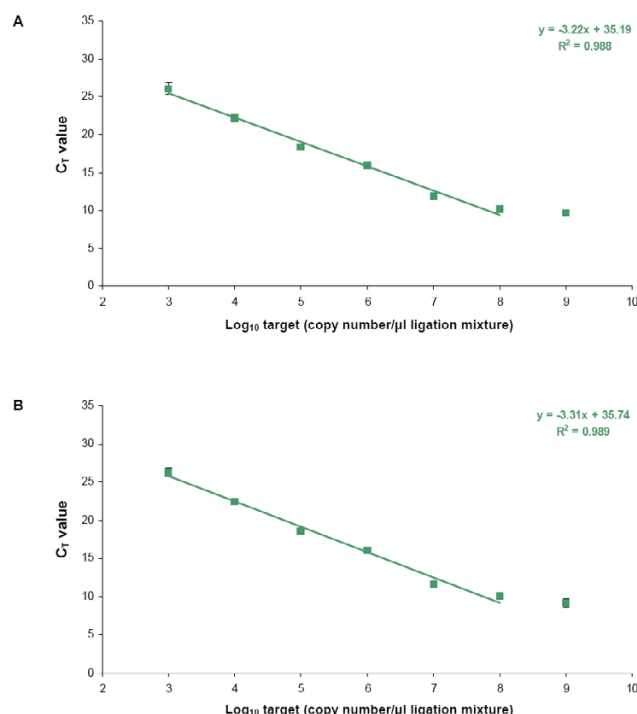 A
y = -3.22x + 35.19
R² = 0.988
35
30
25
20
15
10
5
0
C_T value
2 3 4 5 6 7 8 9 10
Log₁₀ target (copy number/µl ligation mixture)
B
y = -3.31x + 35.74
R² = 0.989
35
30
25
20
15
10
5
0
C_T value
2 3 4 5 6 7 8 9 10
Log₁₀ target (copy number/µl ligation mixture)